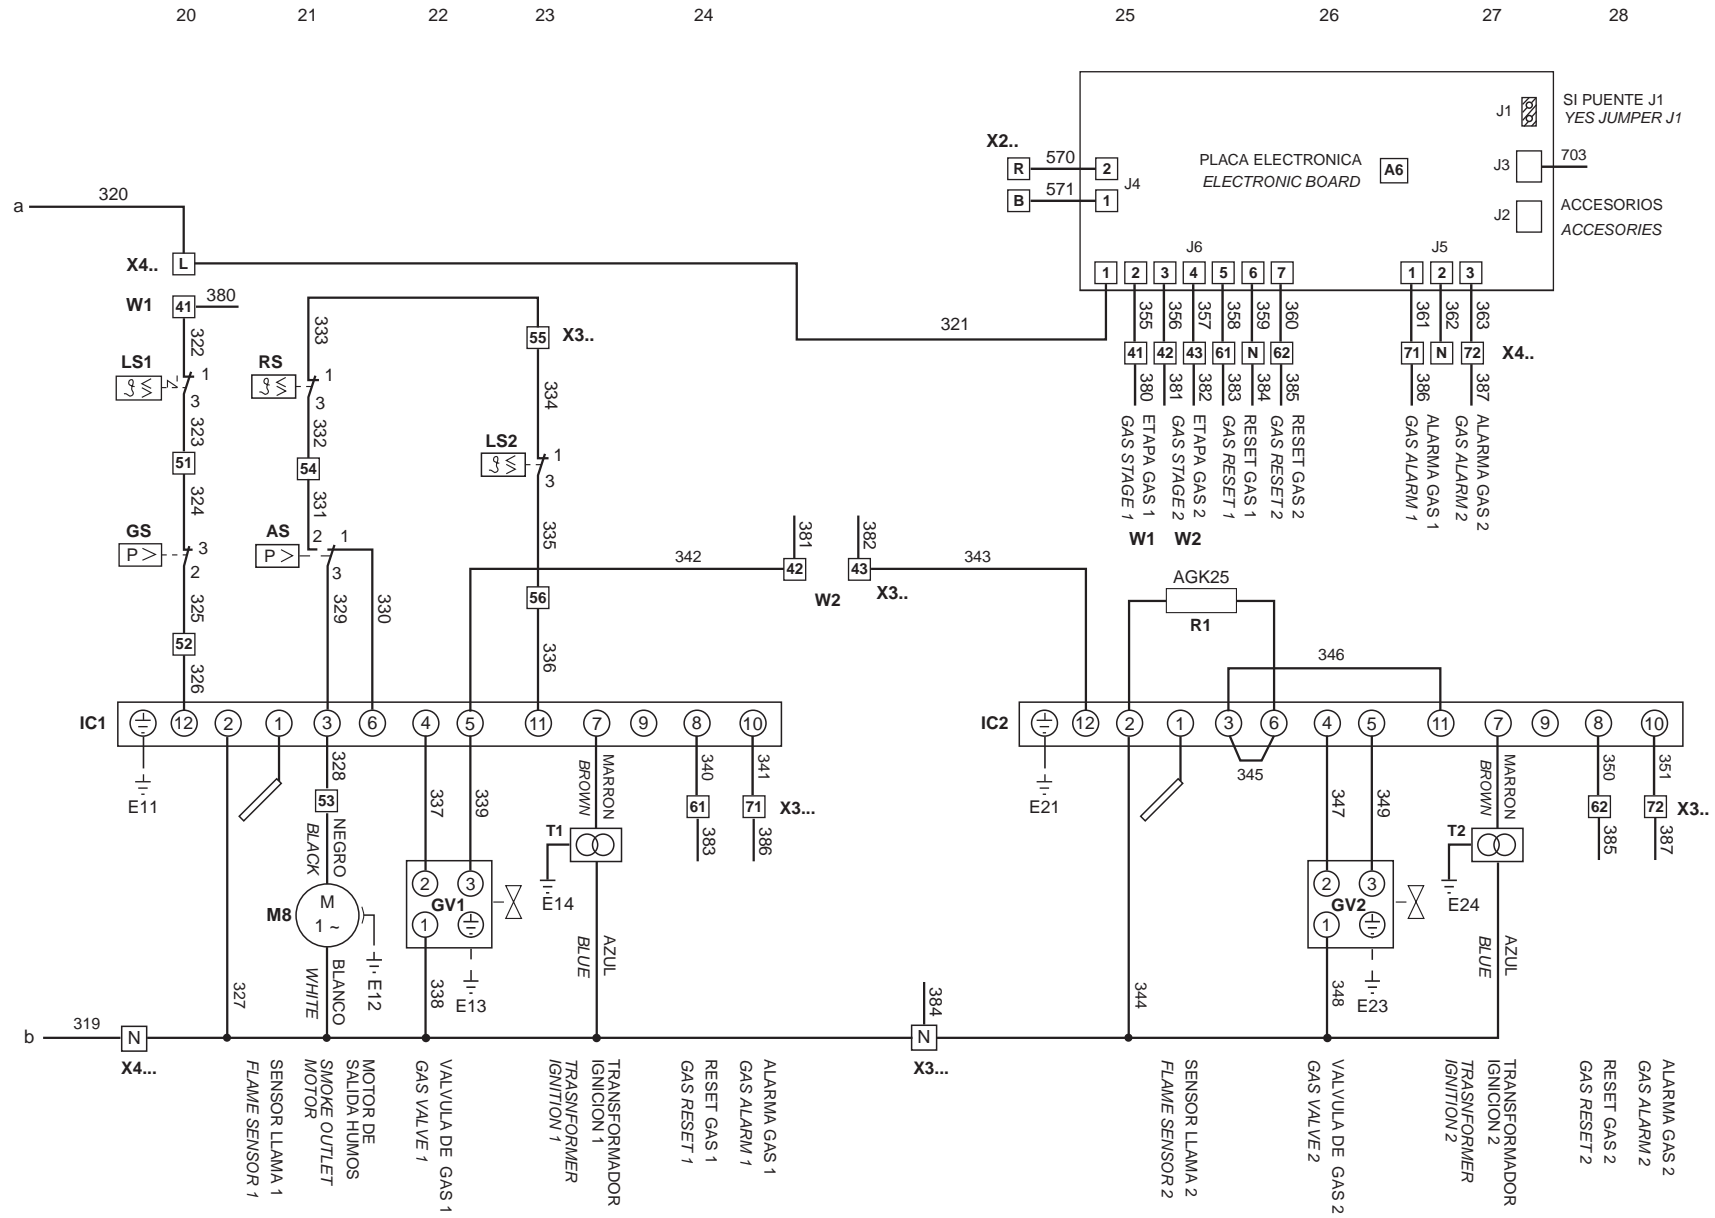 20 21 22 23 24 25 26 27 28
J1
SI PUENTE J1
YES JUMPER J1
X2..
R 570 2
B 571 1
J4
PLACA ELECTRONICA
ELECTRONIC BOARD
A6
J3 703
J2
ACCESORIOS
ACCESORIES
a 320
X4.. L
321
J6
1 2 3 4 5 6 7
J5
1 2 3
355 356 357 358 359 360
361 362 363
41 42 43 61 N 62
71 N 72 X4..
380 381 382 383 384 385
386 387
ETAPA GAS 1
GAS STAGE 1
ETAPA GAS 2
GAS STAGE 2
RESET GAS 1
GAS RESET 1
RESET GAS 2
GAS RESET 2
ALARMA GAS 1
GAS ALARM 1
ALARMA GAS 2
GAS ALARM 2
W1 W2
W1 41 380
322
LS1
1
3
323
51
324
GS
P >
3
2
325
52
326
333
RS
1
3
332
54
331
AS
P >
2 1
3
329
330
55 X3..
334
LS2
1
3
335
56
336
342
381
42
W2
382
43
X3..
343
AGK25
R1
346
IC1
12 2 1 3 6 4 5 11 7 9 8 10
IC2
12 2 1 3 6 4 5 11 7 9 8 10
345
E11
328
53
NEGRO
BLACK
M8
M
1 ~
E12
BLANCO
WHITE
327
337
339
2 3
GV1
1
E13
338
MARRON
BROWN
T1
E14
AZUL
BLUE
340
61
383
341
71
386
X3...
E21
344
347
349
2 3
GV2
1
E23
348
MARRON
BROWN
T2
E24
AZUL
BLUE
350
62
385
351
72
387
X3..
b 319
N
X4...
384
N
X3...
SENSOR LLAMA 1
FLAME SENSOR 1
MOTOR DE
SALIDA HUMOS
SMOKE OUTLET
MOTOR
VALVULA DE GAS 1
GAS VALVE 1
TRANSFORMADOR
IGNICION 1
TRASNFORMER
IGNITION 1
RESET GAS 1
GAS RESET 1
ALARMA GAS 1
GAS ALARM 1
SENSOR LLAMA 2
FLAME SENSOR 2
VALVULA DE GAS 2
GAS VALVE 2
TRANSFORMADOR
IGNICION 2
TRASNFORMER
IGNITION 2
RESET GAS 2
GAS RESET 2
ALARMA GAS 2
GAS ALARM 2